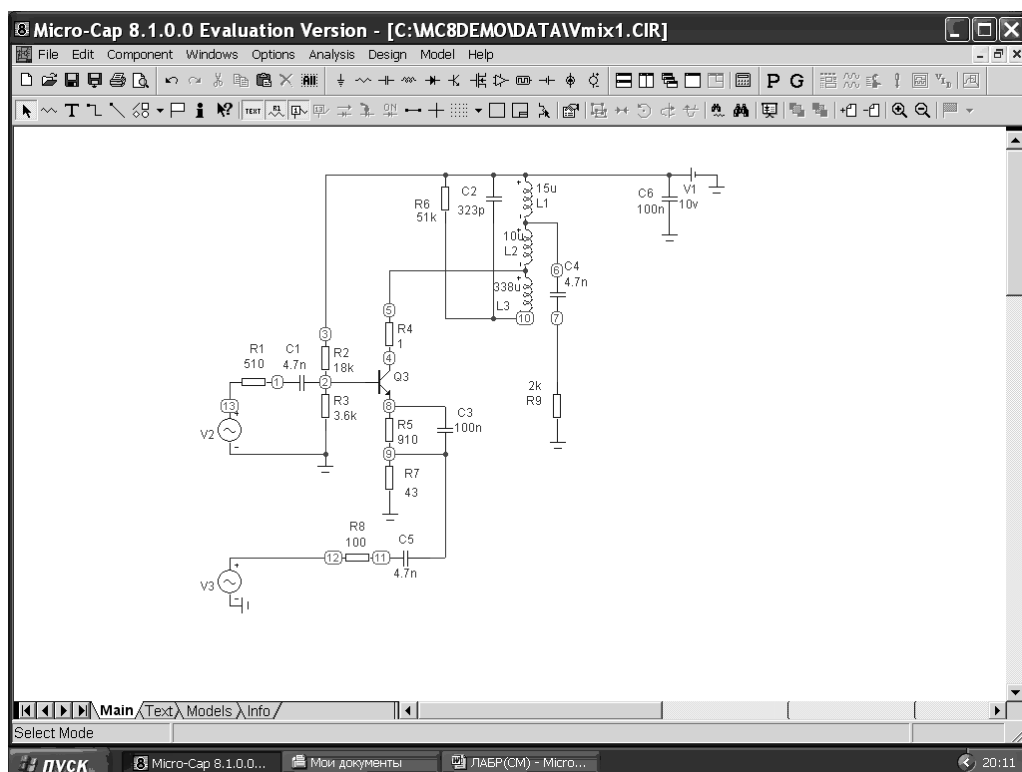 Micro-Cap 8.1.0.0 Evaluation Version - [C:\MC8DEMO\DATA\Vmix1.CIR]
File Edit Component Windows Options Analysis Design Model Help
P G
T TEXT
15u
L1
C2
323p
R6
51k
C6
100n
V1
10v
10u
L2
6
C4
4.7n
338u
L3
5
10
7
R4
1
3
R1
510
C1
4.7n
R2
18k
4
Q3
1
2
13
R3
3.6k
8
C3
100n
2k
R9
V2
R5
910
9
R7
43
R8
100
C5
12
11
4.7n
V3
Main Text Models Info
Select Mode
пуск Micro-Cap 8.1.0.0... Мои документы ЛАБР(СМ) - Micro... 20:11